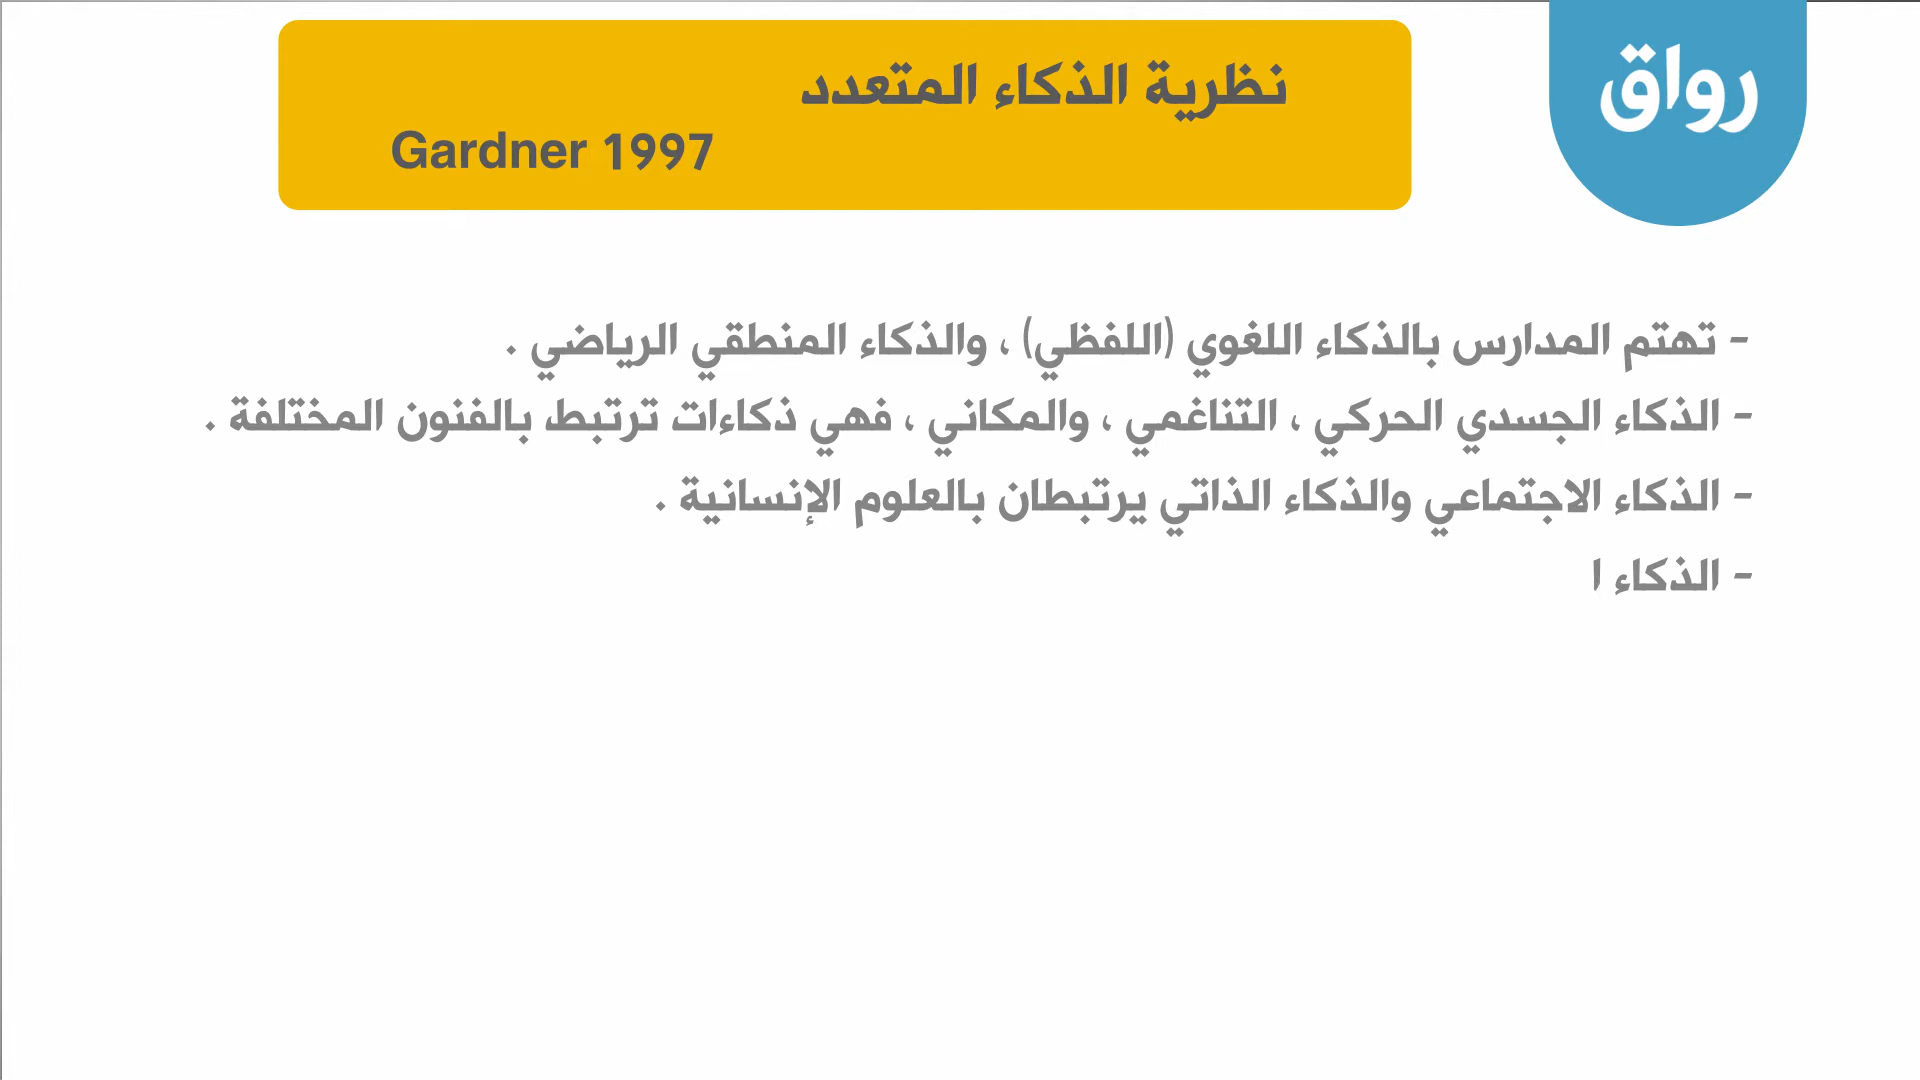 رواق
نظرية الذكاء المتعدد
Gardner 1997
- تهتم المدارس بالذكاء اللغوي (اللفظي) ، والذكاء المنطقي الرياضي .
- الذكاء الجسدي الحركي ، التناغمي ، والمكاني ، فهي ذكاءات ترتبط بالفنون المختلفة .
- الذكاء الاجتماعي والذكاء الذاتي يرتبطان بالعلوم الإنسانية .
- الذكاء ا